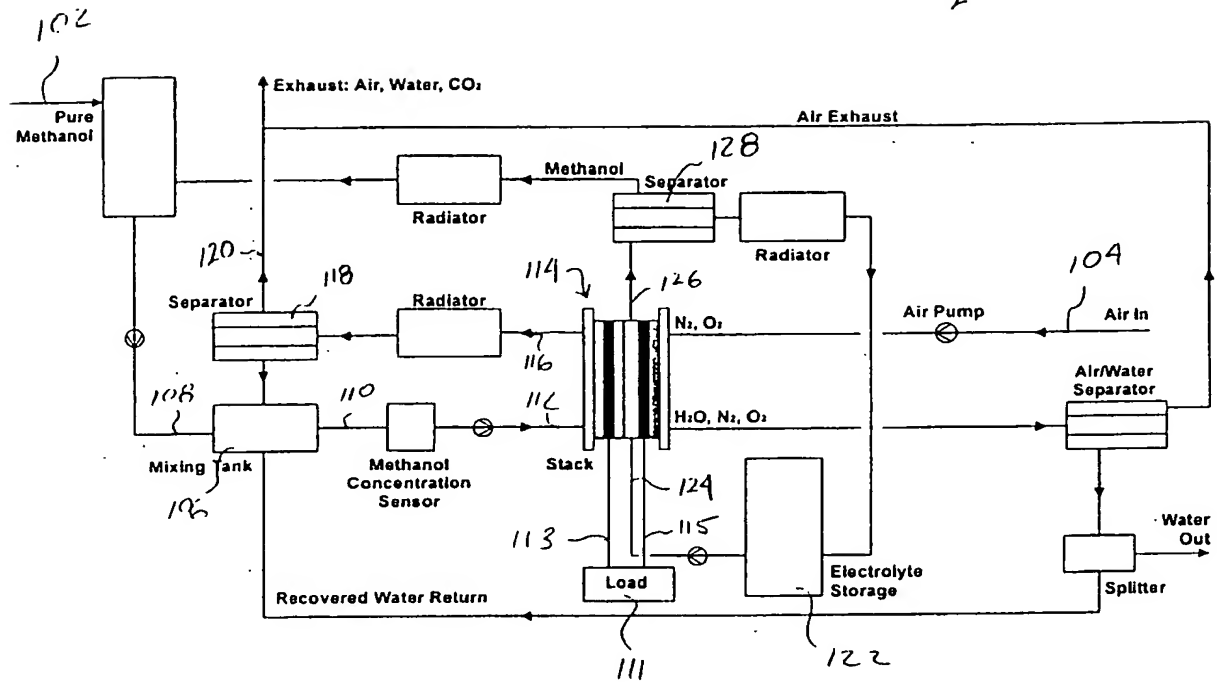 102
Exhaust: Air, Water, CO₂
Pure
Methanol
Air Exhaust
128
Methanol
Separator
Radiator
Radiator
120
114
126
104
118
Separator
Radiator
N₂, O₂
Air Pump
Air In
116
Air/Water
Separator
108
110
112
H₂O, N₂, O₂
Mixing Tank
Methanol
Concentration
Sensor
Stack
106
124
113
115
Water
Out
Load
Electrolyte
Storage
Splitter
Recovered Water Return
111
122